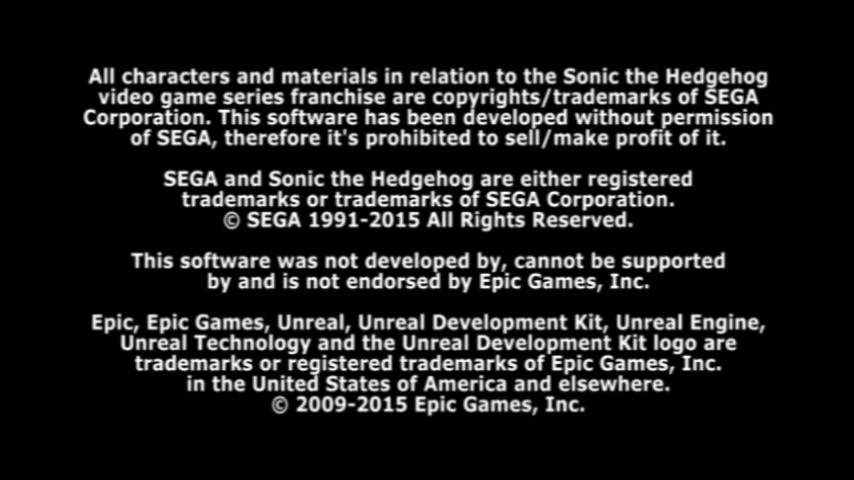 All characters and materials in relation to the Sonic the Hedgehog
video game series franchise are copyrights/trademarks of SEGA
Corporation. This software has been developed without permission
of SEGA, therefore it's prohibited to sell/make profit of it.
SEGA and Sonic the Hedgehog are either registered
trademarks or trademarks of SEGA Corporation.
© SEGA 1991-2015 All Rights Reserved.
This software was not developed by, cannot be supported
by and is not endorsed by Epic Games, Inc.
Epic, Epic Games, Unreal, Unreal Development Kit, Unreal Engine,
Unreal Technology and the Unreal Development Kit logo are
trademarks or registered trademarks of Epic Games, Inc.
in the United States of America and elsewhere.
© 2009-2015 Epic Games, Inc.